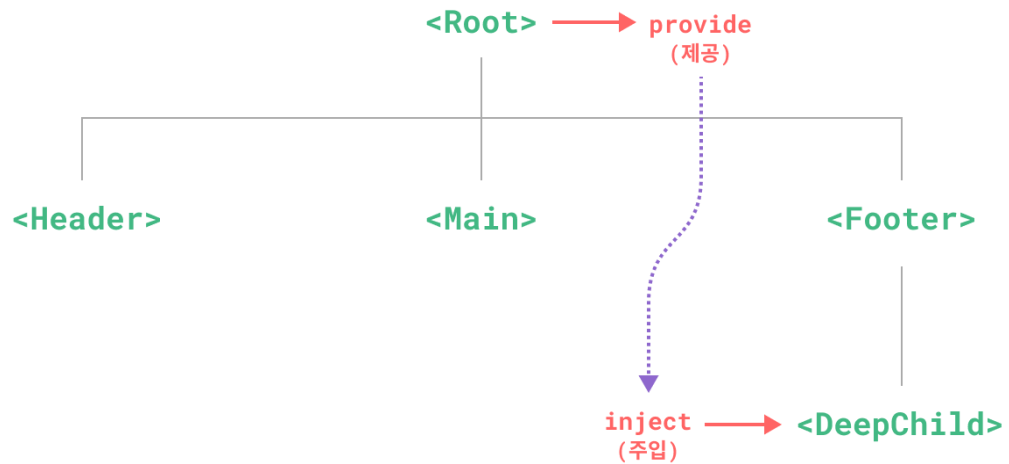 <Root>
provide
(제공)
<Header>
<Main>
<Footer>
inject
(주입)
<DeepChild>